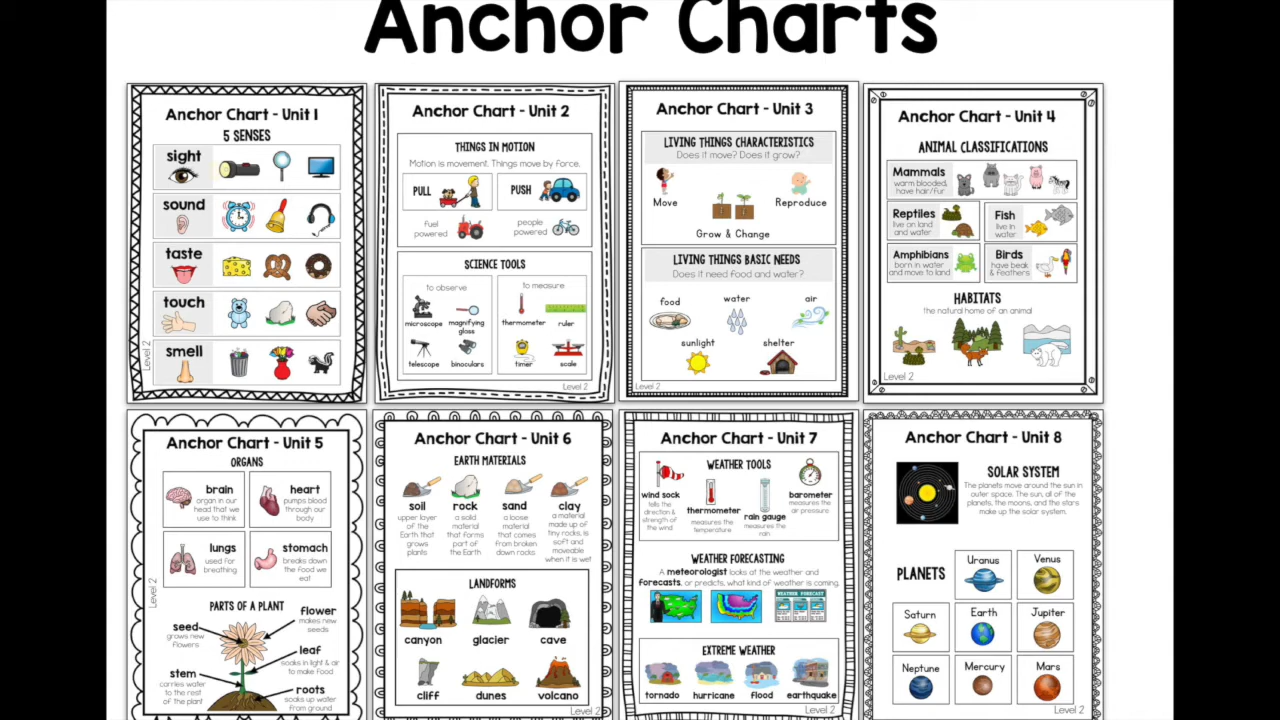 Anchor Charts
Anchor Chart - Unit 1
5 SENSES
sight
sound
taste
touch
smell
Level 2
Anchor Chart - Unit 2
THINGS IN MOTION
Motion is movement. Things move by force.
PULL
PUSH
fuel
powered
people
powered
SCIENCE TOOLS
to observe
to measure
microscope
magnifying
glass
thermometer
ruler
telescope
binoculars
timer
scale
Level 2
Anchor Chart - Unit 3
LIVING THINGS CHARACTERISTICS
Does it move? Does it grow?
Move
Reproduce
Grow & Change
LIVING THINGS BASIC NEEDS
Does it need food and water?
food
water
air
sunlight
shelter
Level 2
Anchor Chart - Unit 4
ANIMAL CLASSIFICATIONS
Mammals
warm blooded,
have hair/fur
Reptiles
live on land
and water
Fish
live in
water
Amphibians
born in water
and move to land
Birds
have beak
& feathers
HABITATS
the natural home of an animal
Level 2
Anchor Chart - Unit 5
ORGANS
brain
organ in our
head that we
use to think
heart
pumps blood
through our
body
lungs
used for
breathing
stomach
breaks down
the food we
eat
Level 2
PARTS OF A PLANT
flower
makes new
seeds
seed
grows new
flowers
leaf
soaks in light & air
to make food
stem
carries water
to the rest
of the plant
roots
soaks up water
from ground
Anchor Chart - Unit 6
EARTH MATERIALS
soil
upper layer
of the
Earth that
grows
plants
rock
a solid
material
that forms
part of
the Earth
sand
a loose
material
that comes
from broken
down rocks
clay
a material
made up of
tiny rocks, is
soft and
moveable
when it is wet
LANDFORMS
canyon
glacier
cave
cliff
dunes
volcano
Level 2
Anchor Chart - Unit 7
WEATHER TOOLS
wind sock
tells the
direction &
strength of
the wind
thermometer
measures the
temperature
rain gauge
measures the
rain
barometer
measures the
air pressure
WEATHER FORECASTING
A meteorologist looks at the weather and
forecasts, or predicts, what kind of weather is coming.
WEATHER FORECAST
EXTREME WEATHER
tornado
hurricane
flood
earthquake
Level 2
Anchor Chart - Unit 8
SOLAR SYSTEM
The planets move around the sun in
outer space. The sun, all of the
planets, the moons, and the stars
make up the solar system.
PLANETS
Uranus
Venus
Saturn
Earth
Jupiter
Neptune
Mercury
Mars
Level 2